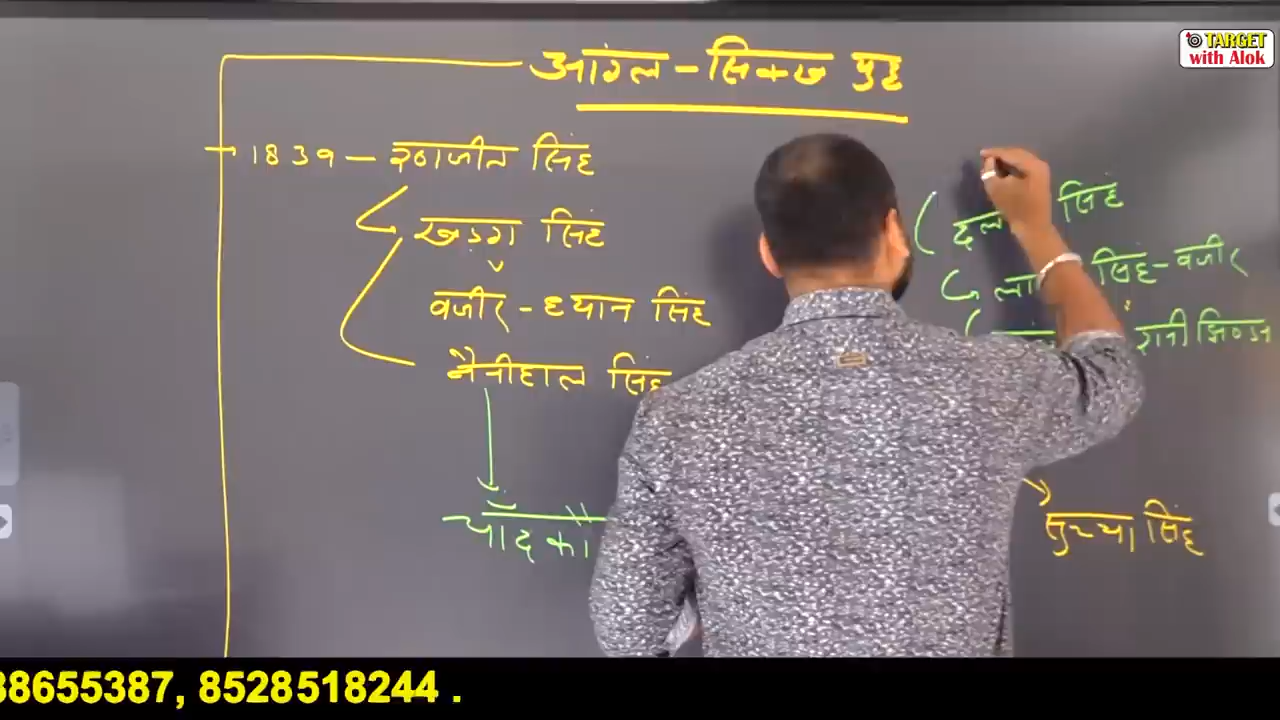 TARGET
with Alok
आंग्ल - सिक्ख युद्ध
1839 – रणजीत सिंह
खड़ग सिंह
वजीर - ध्यान सिंह
नैनीहाल सिंह
चाँद को
सिंह
सिंह - वजीर
रानी
सिंह
38655387, 8528518244 .